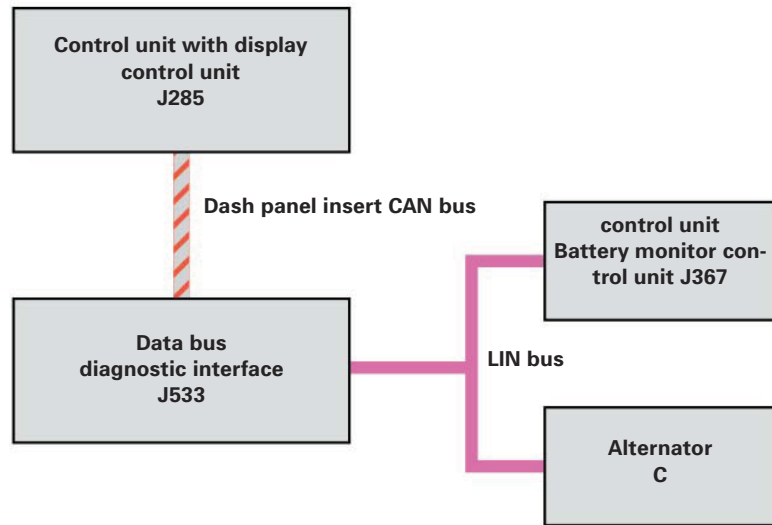 Control unit with display
control unit
J285
Dash panel insert CAN bus
control unit
Battery monitor con-
trol unit J367
Data bus
diagnostic interface
J533
LIN bus
Alternator
C